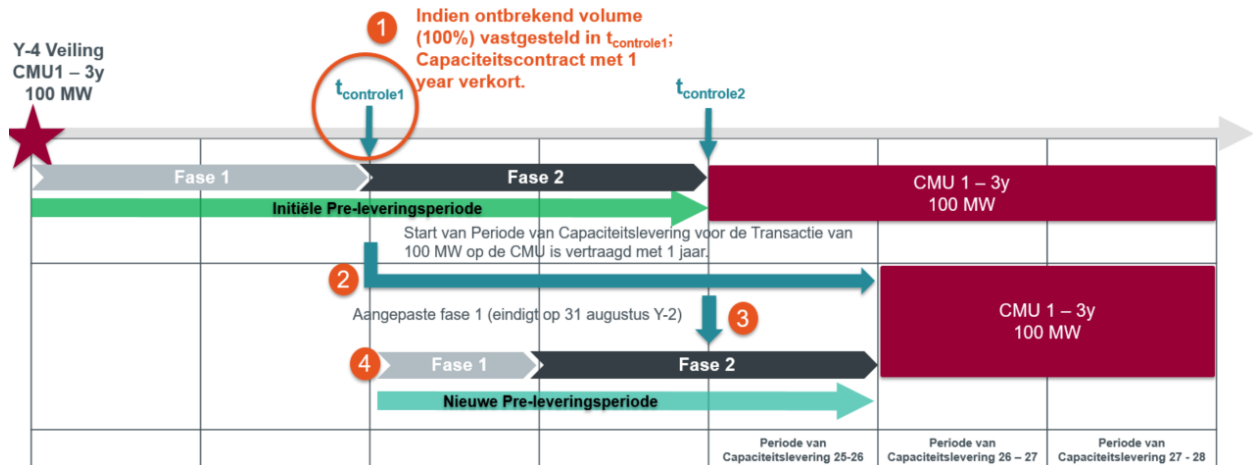 1
Indien ontbrekend volume
(100%) vastgesteld in tcontrole1;
Capaciteitscontract met 1
year verkort.
Y-4 Veiling
CMU1 – 3y
100 MW
tcontrole1
tcontrole2
Fase 1
Fase 2
CMU 1 – 3y
100 MW
Initiële Pre-leveringsperiode
Start van Periode van Capaciteitslevering voor de Transactie van
100 MW op de CMU is vertraagd met 1 jaar.
2
Aangepaste fase 1 (eindigt op 31 augustus Y-2)
3
CMU 1 – 3y
100 MW
4
Fase 1
Fase 2
Nieuwe Pre-leveringsperiode
Periode van
Capaciteitslevering 25-26
Periode van
Capaciteitslevering 26 – 27
Periode van
Capaciteitslevering 27 - 28